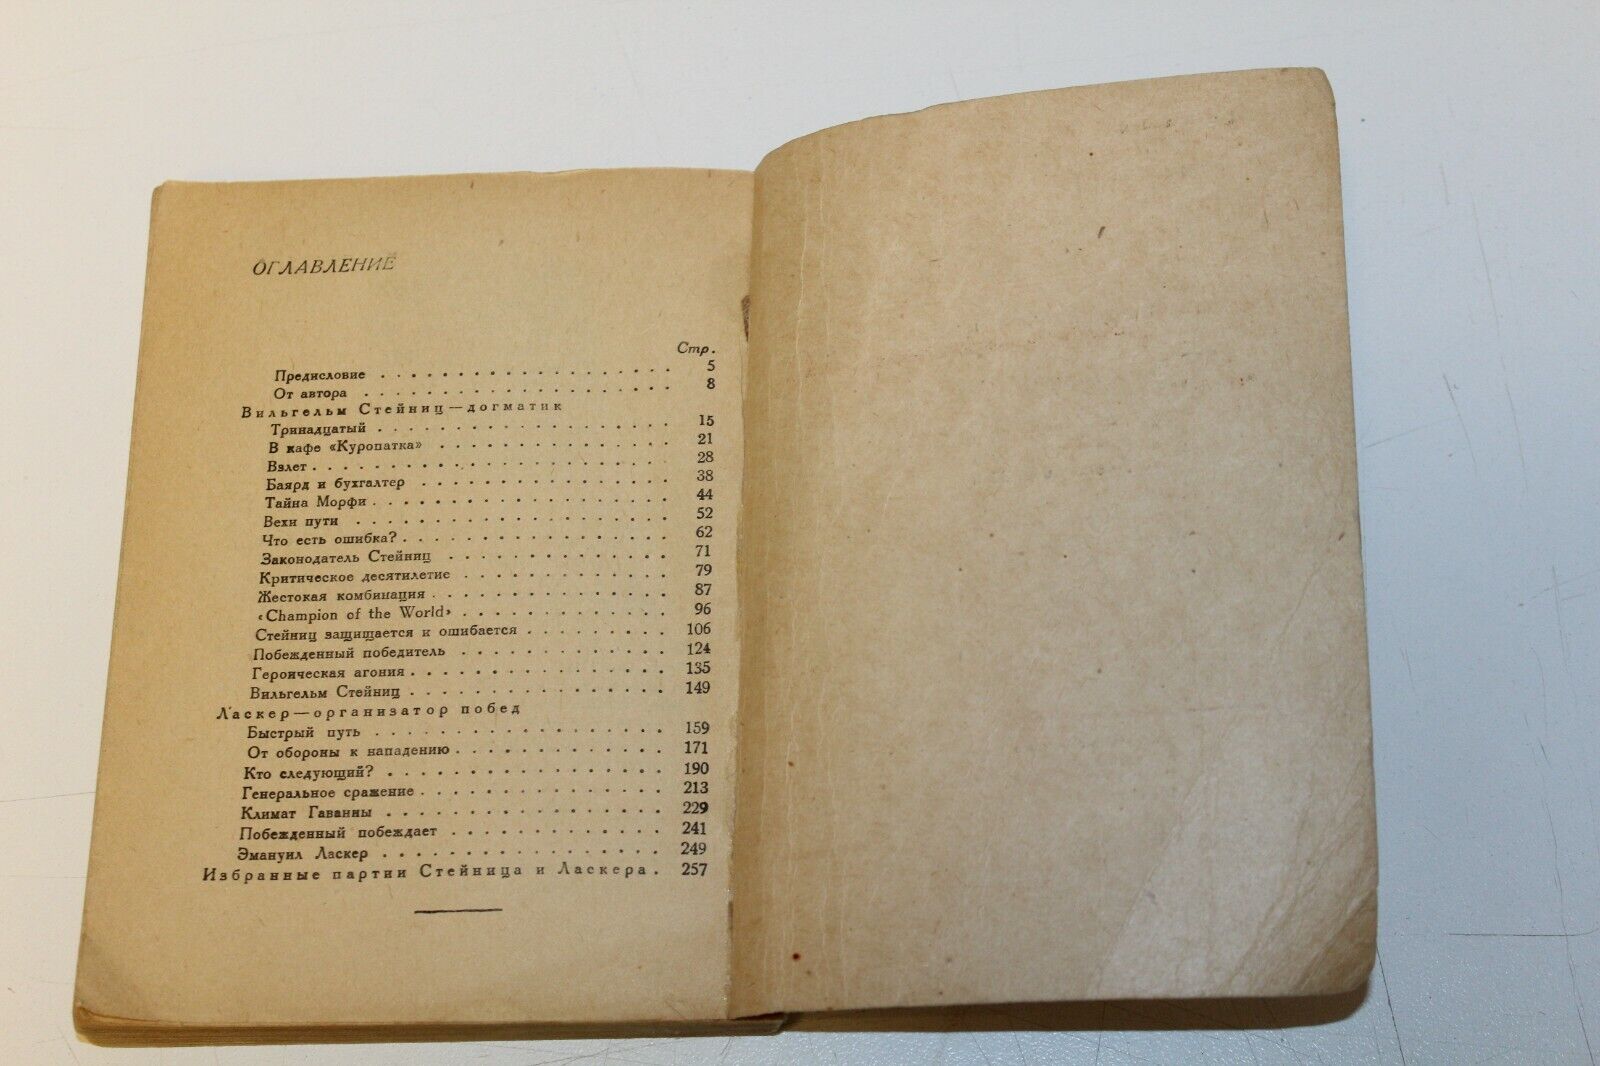 ОГЛАВЛЕНИЕ
Стр.
Предисловие . . . . . . . . . . . . . . . . . . . 5
От автора . . . . . . . . . . . . . . . . . . . 8
Вильгельм Стейниц—догматик
Тринадцатый . . . . . . . . . . . . . . . . . . 15
В кафе «Куропатка» . . . . . . . . . . . . . . 21
Взлет . . . . . . . . . . . . . . . . . . . . . 28
Баярд и бухгалтер . . . . . . . . . . . . . . . 38
Тайна Морфи . . . . . . . . . . . . . . . . . . 44
Вехи пути . . . . . . . . . . . . . . . . . . . 52
Что есть ошибка? . . . . . . . . . . . . . . . 62
Законодатель Стейниц . . . . . . . . . . . . . 71
Критическое десятилетие . . . . . . . . . . . . 79
Жестокая комбинация . . . . . . . . . . . . . . 87
«Champion of the World» . . . . . . . . . . . . 96
Стейниц защищается и ошибается . . . . . . . . . 106
Победенный победитель . . . . . . . . . . . . . 124
Героическая агония . . . . . . . . . . . . . . 135
Вильгельм Стейниц . . . . . . . . . . . . . . . 149
Ласкер—организатор побед
Быстрый путь . . . . . . . . . . . . . . . . . 159
От обороны к нападению . . . . . . . . . . . . 171
Кто следующий? . . . . . . . . . . . . . . . . 190
Генеральное сражение . . . . . . . . . . . . . 213
Климат Гаванны . . . . . . . . . . . . . . . . 229
Побежденный побеждает . . . . . . . . . . . . . 241
Эмануил Ласкер . . . . . . . . . . . . . . . . 249
Избранные партии Стейница и Ласкера . 257